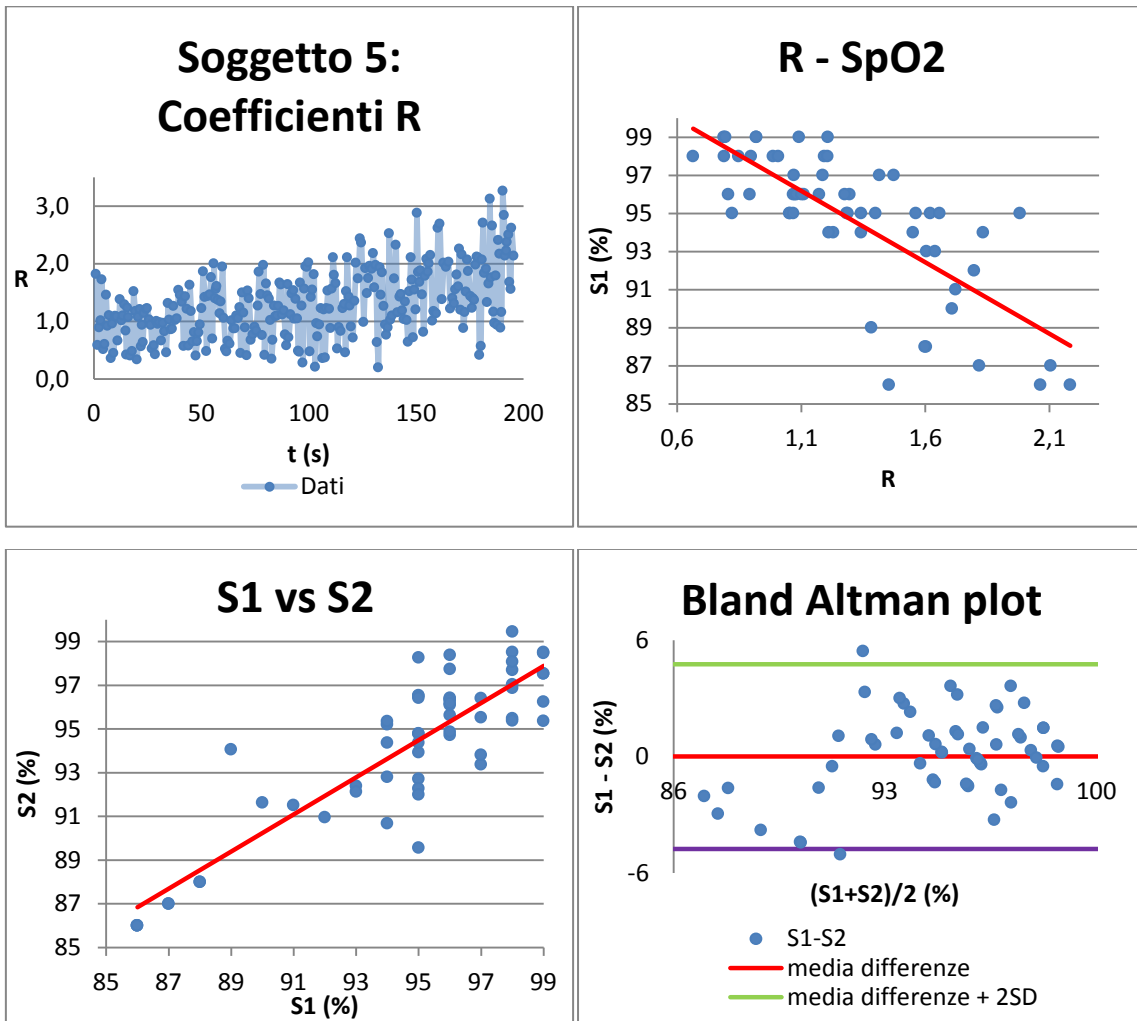 Soggetto 5:
Coefficienti R
R
3,0
2,0
1,0
0,0
0 50 100 150 200
t (s)
Dati
R - SpO2
S1 (%)
99
97
95
93
91
89
87
85
0,6 1,1 1,6 2,1
R
S1 vs S2
S2 (%)
99
97
95
93
91
89
87
85
85 87 89 91 93 95 97 99
S1 (%)
Bland Altman plot
S1 - S2 (%)
6
0
-6
86 93 100
(S1+S2)/2 (%)
S1-S2
media differenze
media differenze + 2SD